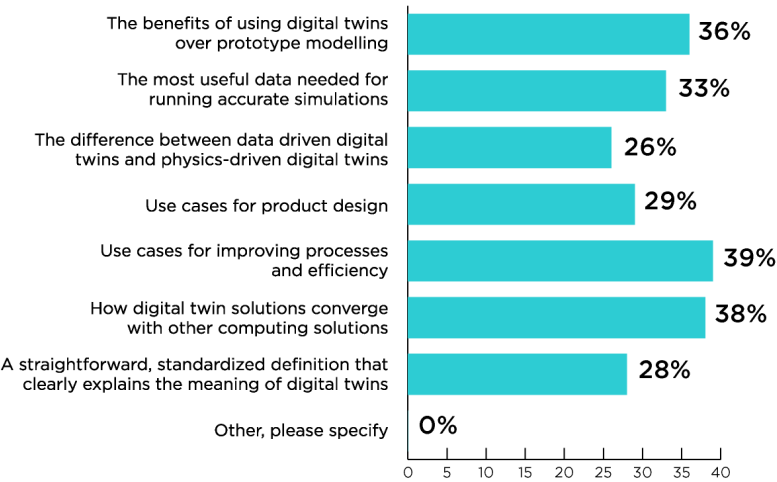 The benefits of using digital twins
over prototype modelling
36%
The most useful data needed for
running accurate simulations
33%
The difference between data driven digital
twins and physics-driven digital twins
26%
Use cases for product design
29%
Use cases for improving processes
and efficiency
39%
How digital twin solutions converge
with other computing solutions
38%
A straightforward, standardized definition that
clearly explains the meaning of digital twins
28%
Other, please specify
0%
0 5 10 15 20 25 30 35 40